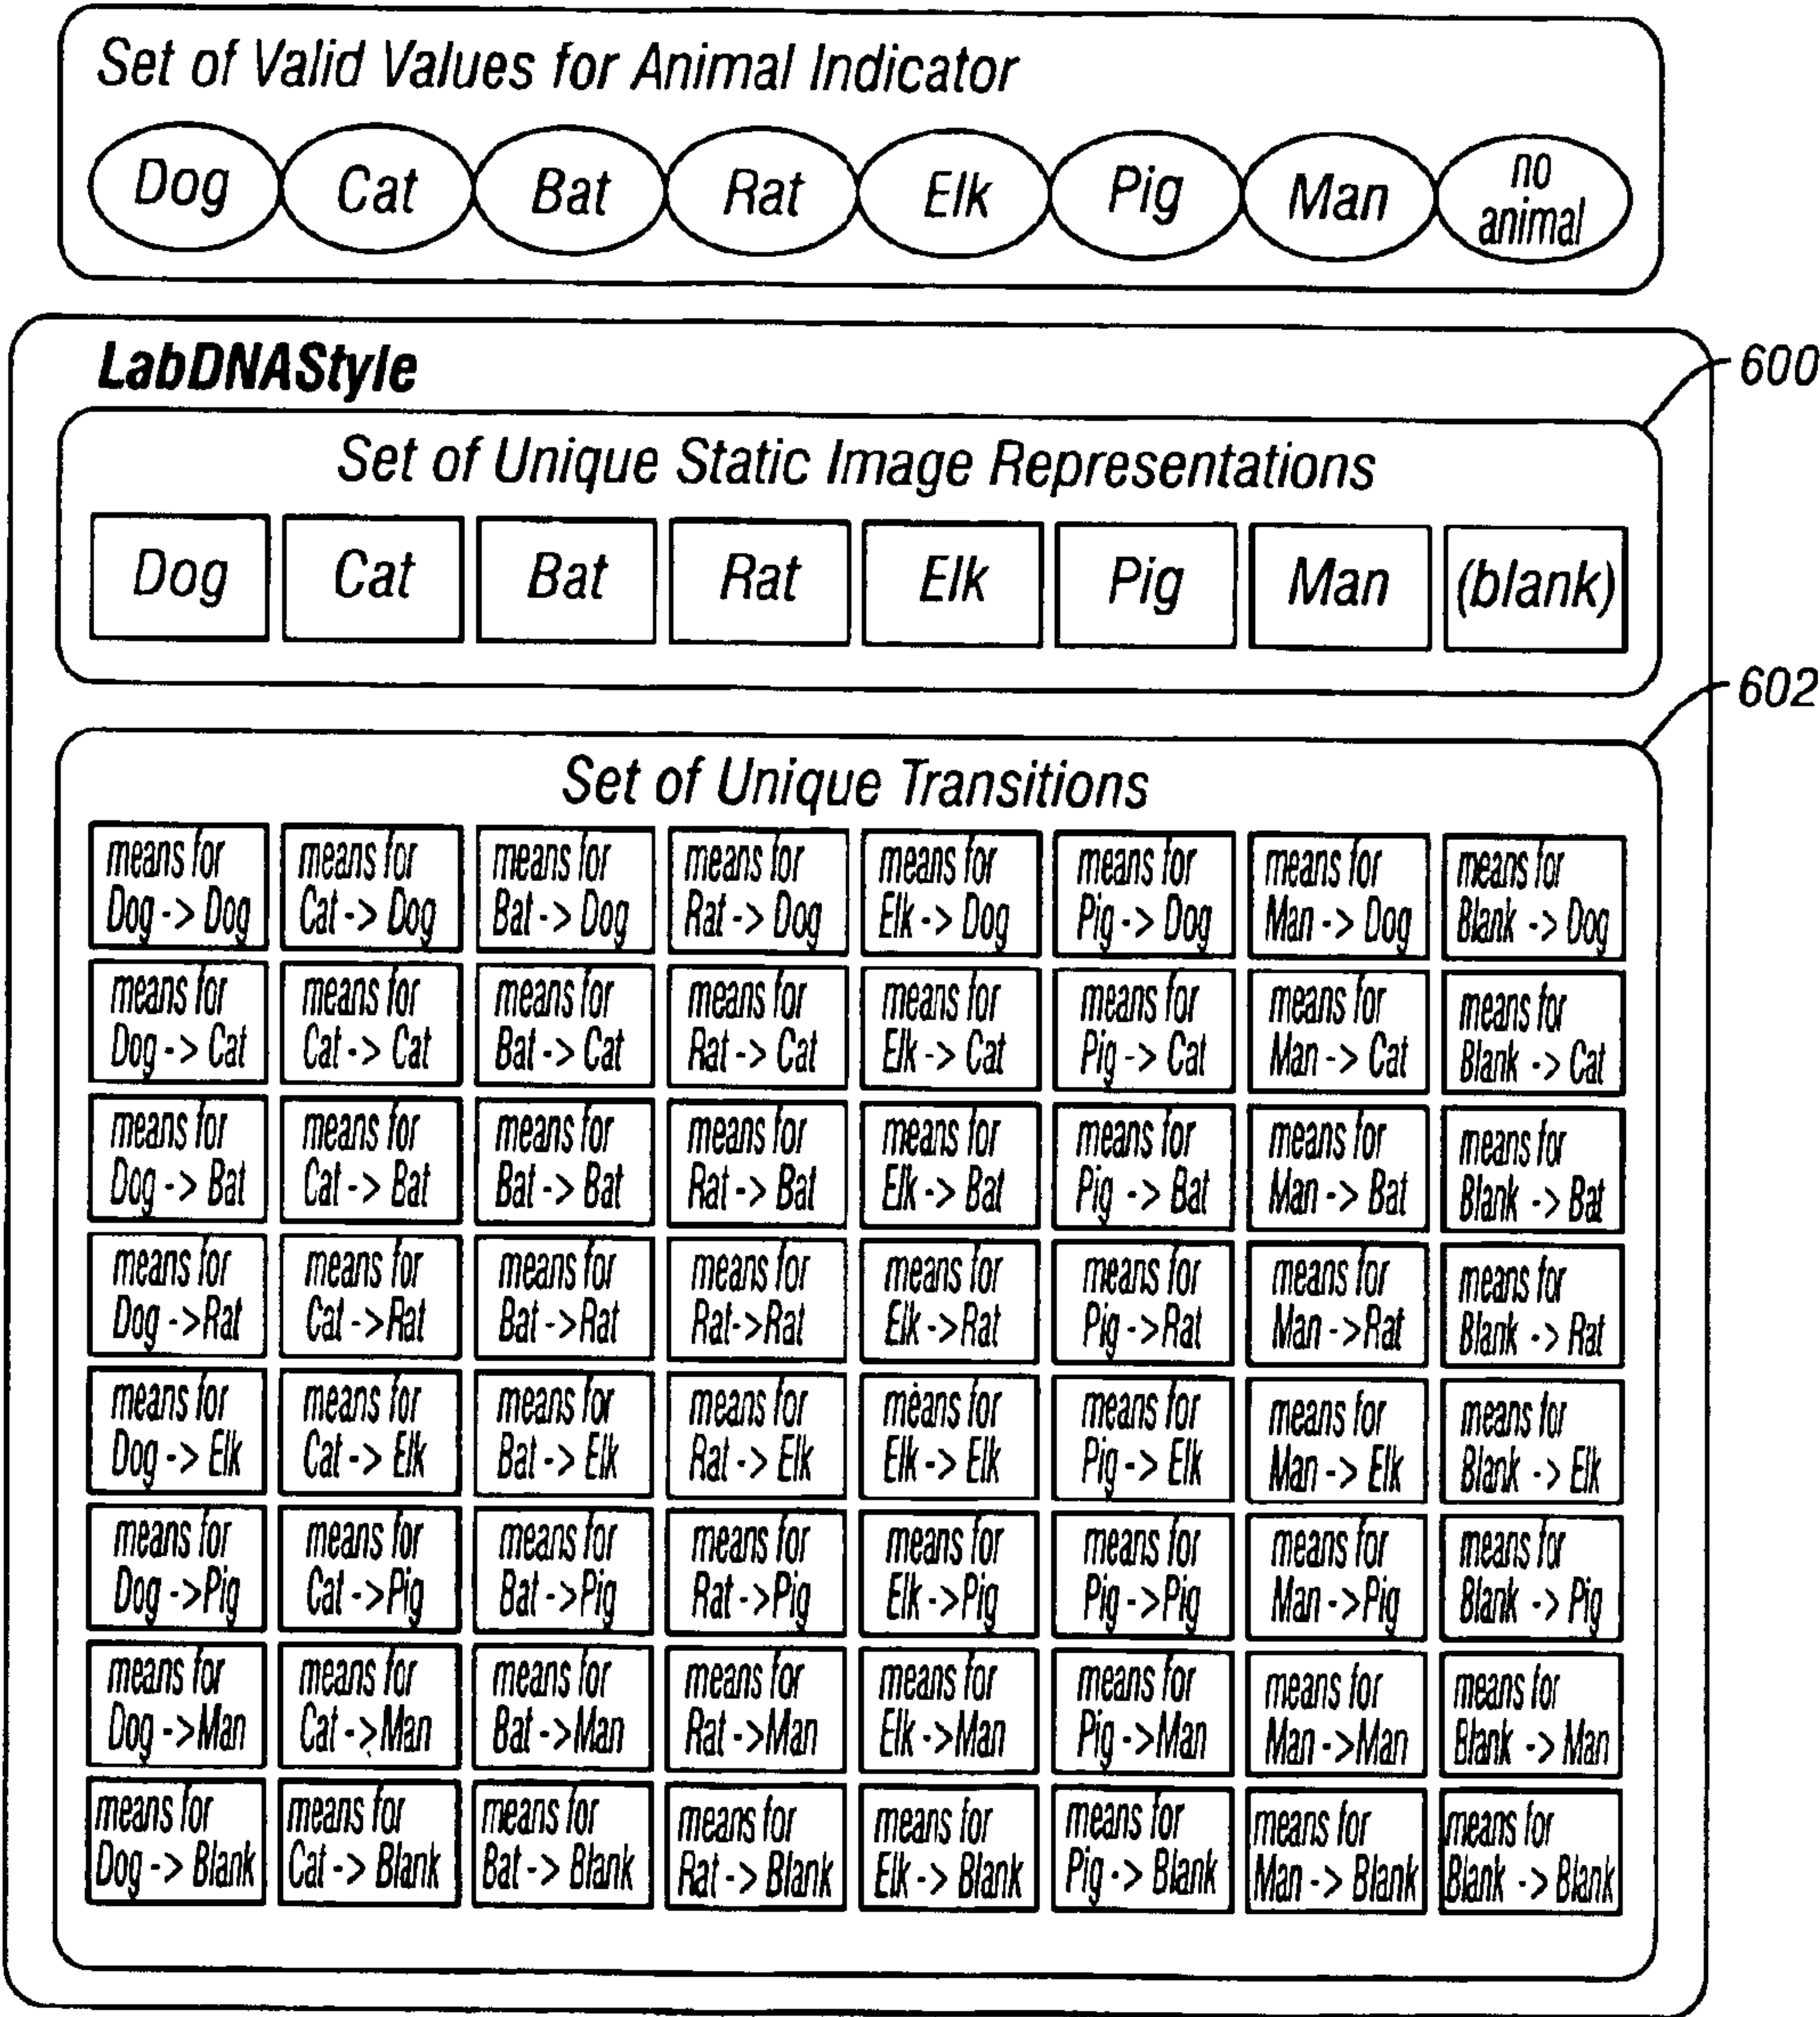 Set of Valid Values for Animal Indicator
Dog Cat Bat Rat Elk Pig Man no animal
LabDNAStyle
600
Set of Unique Static Image Representations
Dog Cat Bat Rat Elk Pig Man (blank)
602
Set of Unique Transitions
means for means for means for means for means for means for means for means for
Dog -> Dog Cat -> Dog Bat -> Dog Rat -> Dog Elk -> Dog Pig -> Dog Man -> Dog Blank -> Dog
means for means for means for means for means for means for means for means for
Dog -> Cat Cat -> Cat Bat -> Cat Rat -> Cat Elk -> Cat Pig -> Cat Man -> Cat Blank -> Cat
means for means for means for means for means for means for means for means for
Dog -> Bat Cat -> Bat Bat -> Bat Rat -> Bat Elk -> Bat Pig -> Bat Man -> Bat Blank -> Bat
means for means for means for means for means for means for means for means for
Dog ->Rat Cat ->Rat Bat ->Rat Rat->Rat Elk ->Rat Pig ->Rat Man ->Rat Blank -> Rat
means for means for means for means for means for means for means for means for
Dog -> Elk Cat -> Elk Bat -> Elk Rat -> Elk Elk -> Elk Pig -> Elk Man -> Elk Blank -> Elk
means for means for means for means for means for means for means for means for
Dog ->Pig Cat ->Pig Bat ->Pig Rat ->Pig Elk ->Pig Pig ->Pig Man ->Pig Blank -> Pig
means for means for means for means for means for means for means for means for
Dog ->Man Cat ->Man Bat ->Man Rat ->Man Elk ->Man Pig ->Man Man ->Man Blank -> Man
means for means for means for means for means for means for means for means for
Dog -> Blank Cat -> Blank Bat -> Blank Rat -> Blank Elk -> Blank Pig -> Blank Man -> Blank Blank -> Blank